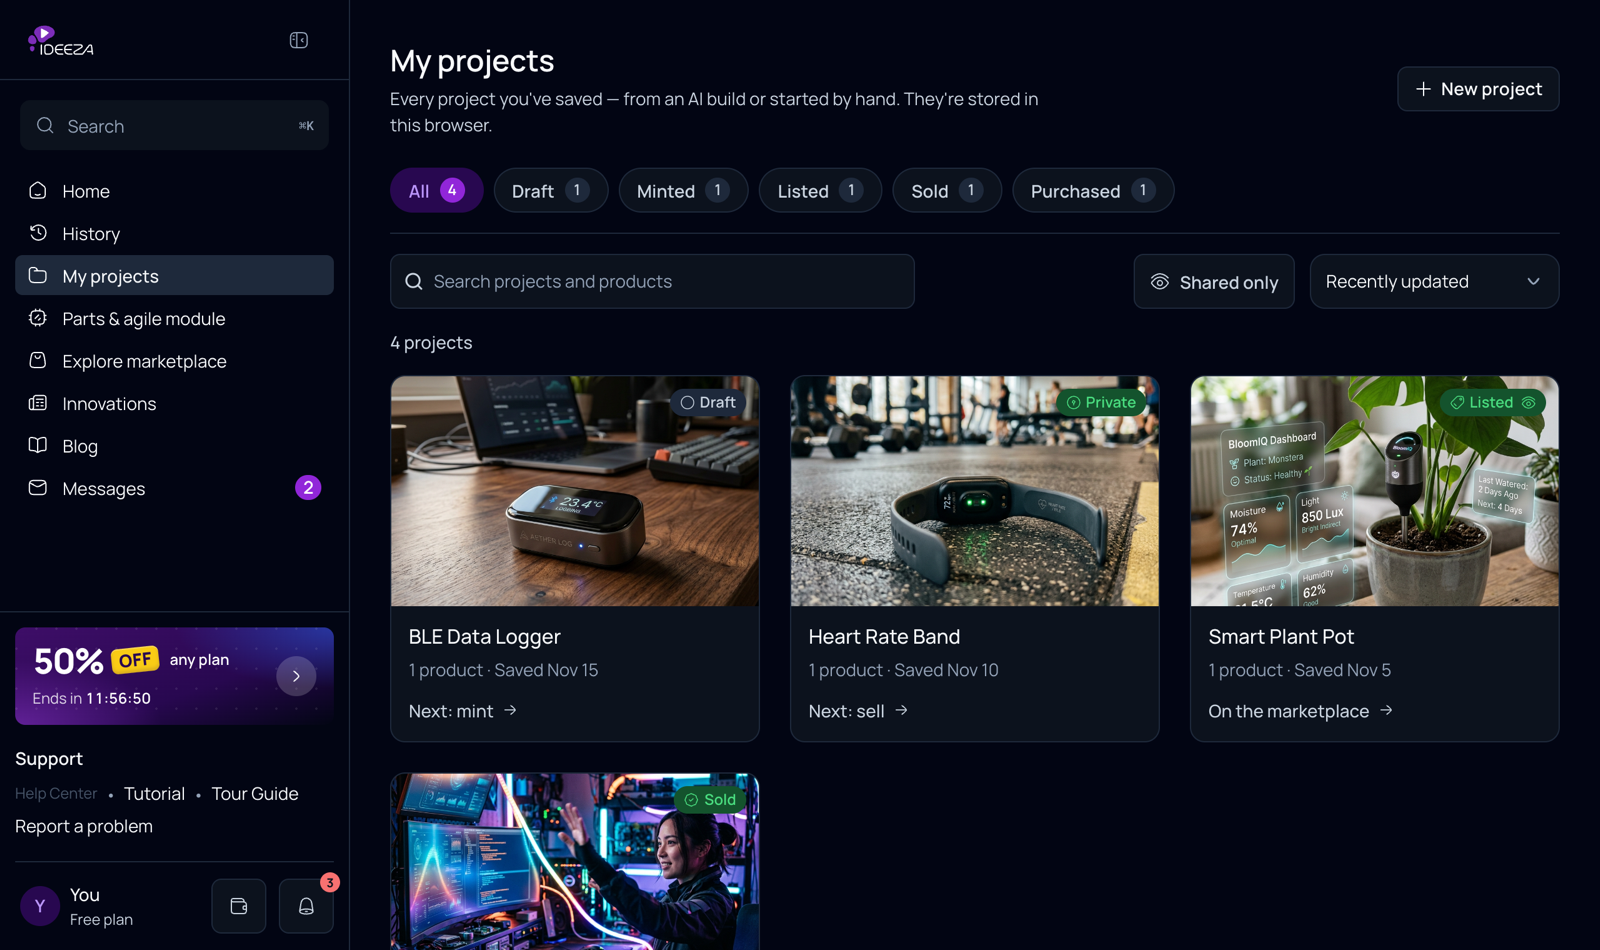 IDEEZA
Search
⌘K
Home
History
My projects
Parts & agile module
Explore marketplace
Innovations
Blog
Messages
2
50% OFF any plan
Ends in 11:56:50
Support
Help Center • Tutorial • Tour Guide
Report a problem
Y
You
Free plan
3
My projects
Every project you've saved — from an AI build or started by hand. They're stored in
this browser.
+ New project
All 4
Draft 1
Minted 1
Listed 1
Sold 1
Purchased 1
Search projects and products
Shared only
Recently updated
4 projects
Draft
23.4°C
LOGGING
BLE Data Logger
1 product · Saved Nov 15
Next: mint →
Private
72
Heart Rate Band
1 product · Saved Nov 10
Next: sell →
Listed
BloomIQ Dashboard
Plant: Monstera
Status: Healthy
Moisture
74%
Optimal
Light
850 Lux
Bright Indirect
Temperature
Humidity
62%
Good
BloomIQ
Last Watered:
2 Days Ago
Next: 4 Days
Smart Plant Pot
1 product · Saved Nov 5
On the marketplace →
Sold